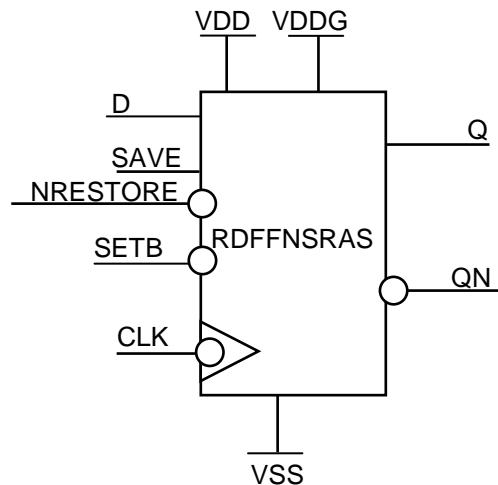 VDD VDDG
D
Q
SAVE
NRESTORE
RDFFNSRAS
SETB
QN
CLK
VSS